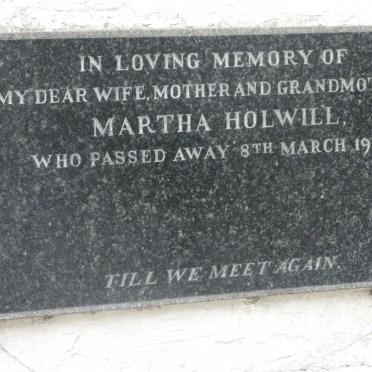 IN LOVING MEMORY OF
MY DEAR WIFE, MOTHER AND GRANDMOT
MARTHA HOLWILL,
WHO PASSED AWAY 8TH MARCH 19
TILL WE MEET AGAIN.